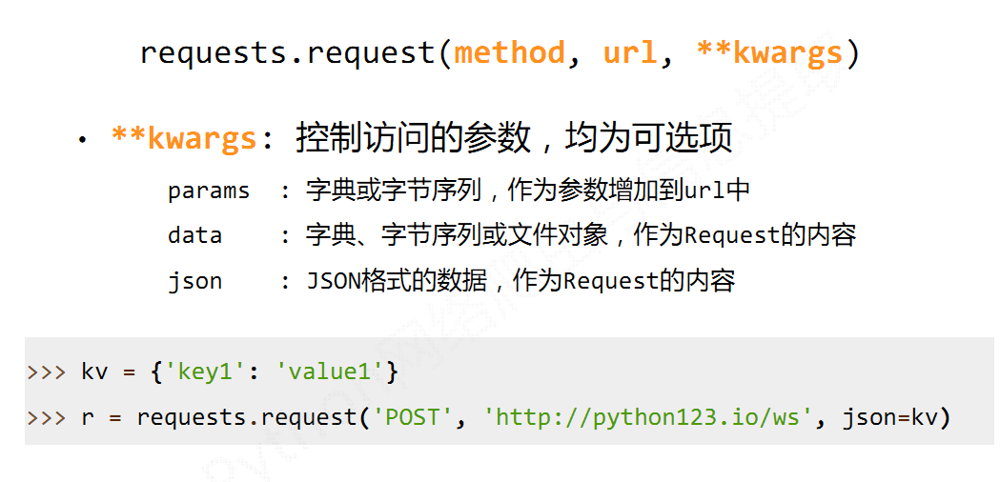 requests.request(method, url, **kwargs)
• **kwargs: 控制访问的参数，均为可选项
params : 字典或字节序列，作为参数增加到url中
data : 字典、字节序列或文件对象，作为Request的内容
json : JSON格式的数据，作为Request的内容
>>> kv = {'key1': 'value1'}
>>> r = requests.request('POST', 'http://python123.io/ws', json=kv)